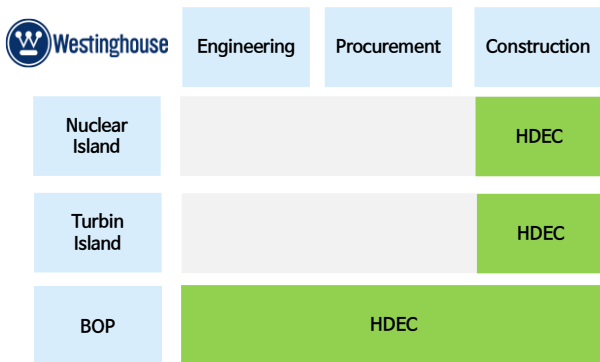 Westinghouse Engineering Procurement Construction
Nuclear
Island
HDEC
Turbin
Island
HDEC
BOP
HDEC